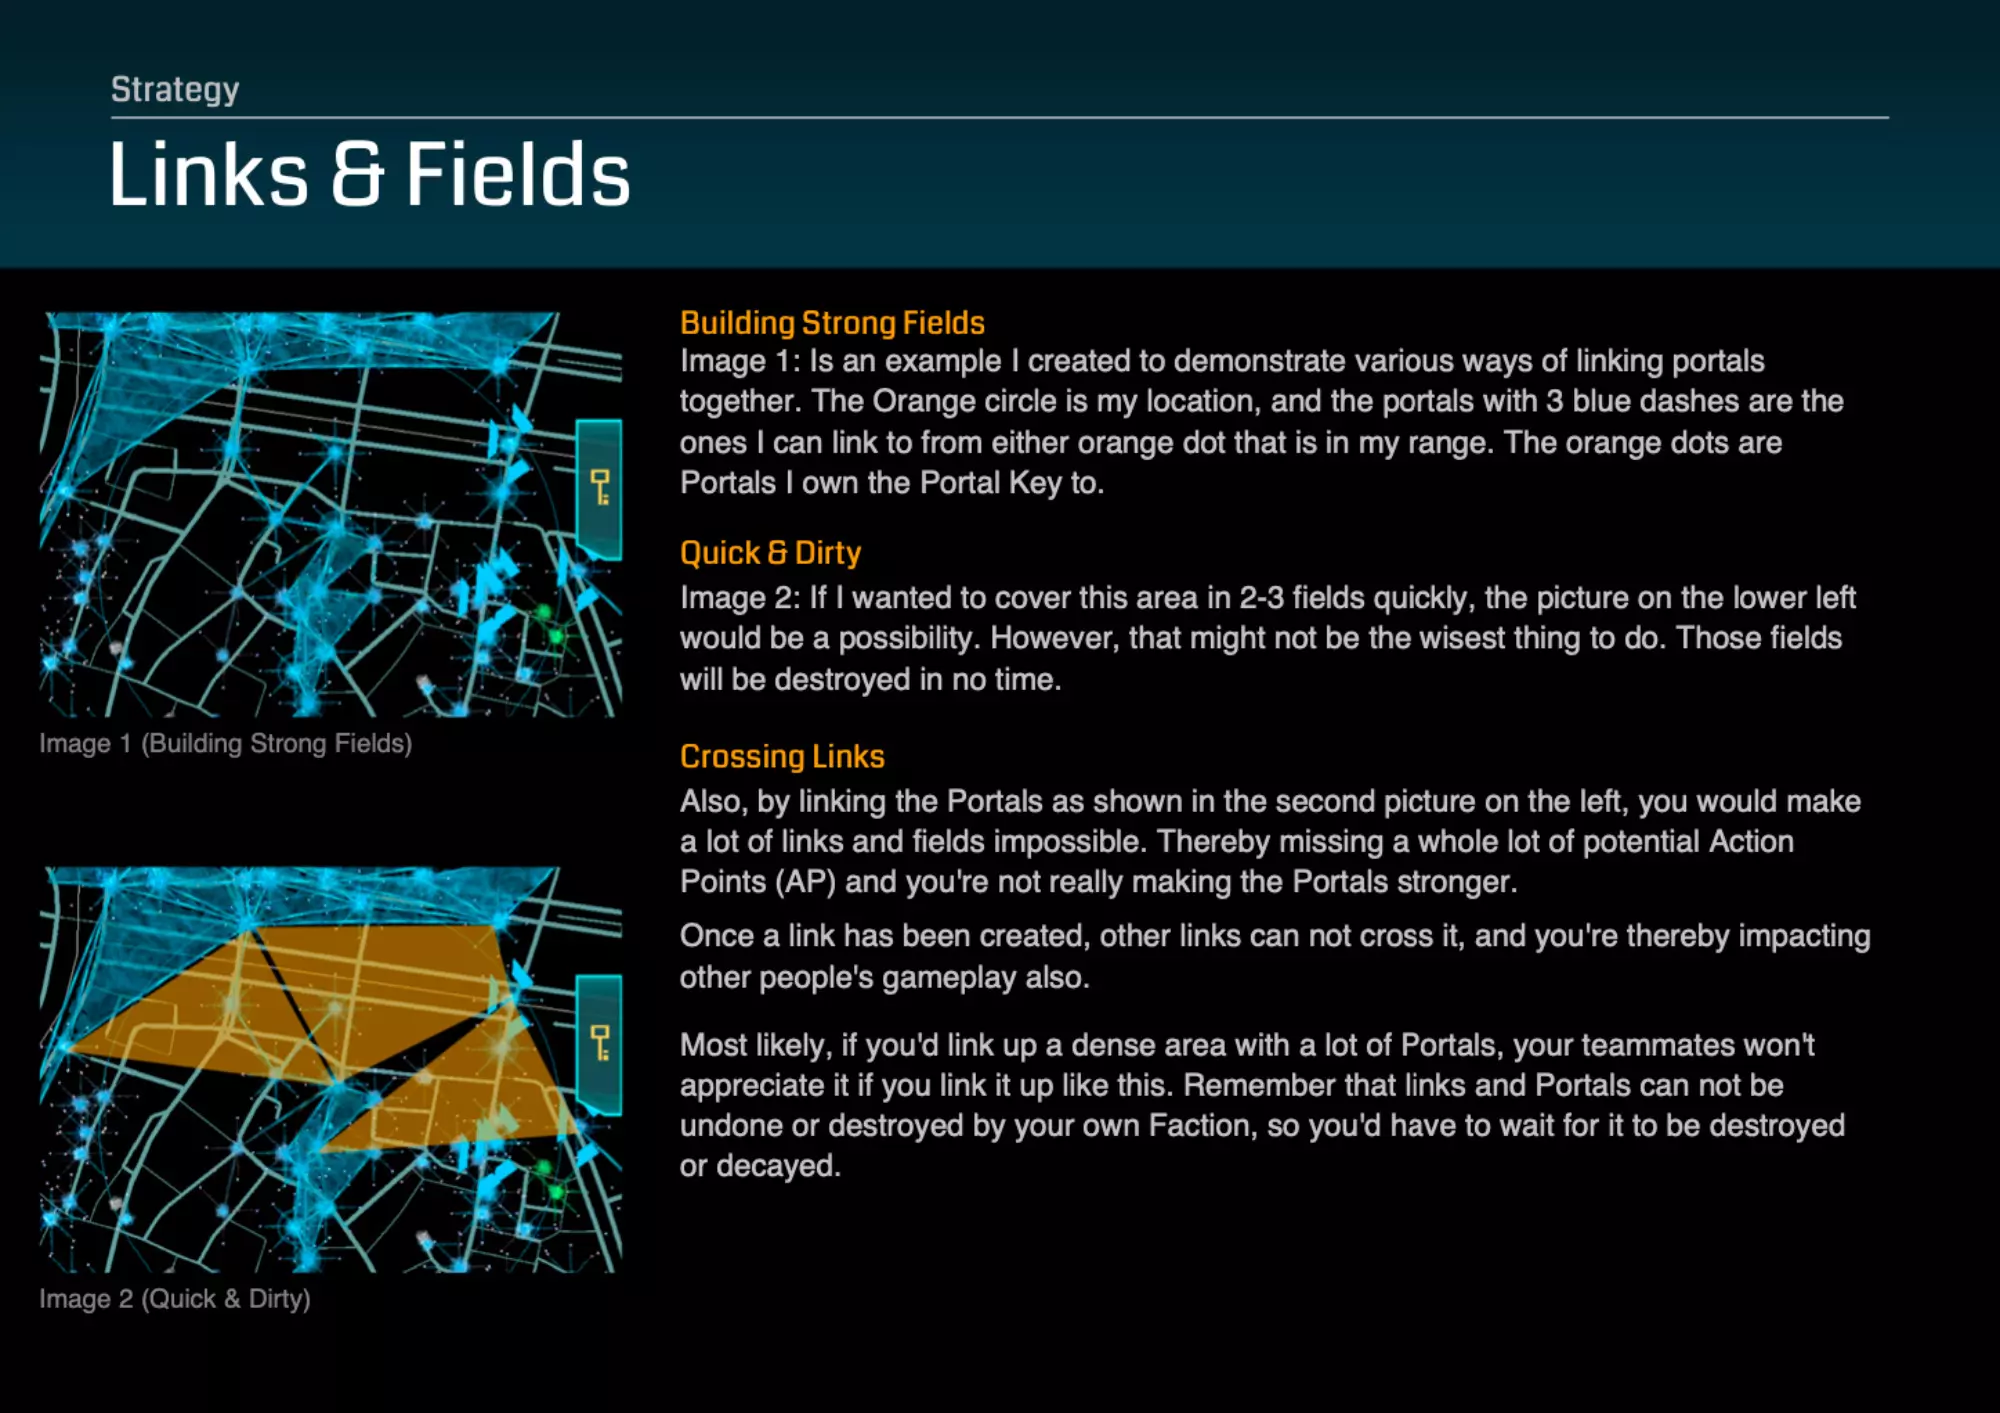 Strategy
Links & Fields
Building Strong Fields
Image 1: Is an example I created to demonstrate various ways of linking portals
together. The Orange circle is my location, and the portals with 3 blue dashes are the
ones I can link to from either orange dot that is in my range. The orange dots are
Portals I own the Portal Key to.
Quick & Dirty
Image 2: If I wanted to cover this area in 2-3 fields quickly, the picture on the lower left
would be a possibility. However, that might not be the wisest thing to do. Those fields
will be destroyed in no time.
Image 1 (Building Strong Fields)
Crossing Links
Also, by linking the Portals as shown in the second picture on the left, you would make
a lot of links and fields impossible. Thereby missing a whole lot of potential Action
Points (AP) and you're not really making the Portals stronger.
Once a link has been created, other links can not cross it, and you're thereby impacting
other people's gameplay also.
Most likely, if you'd link up a dense area with a lot of Portals, your teammates won't
appreciate it if you link it up like this. Remember that links and Portals can not be
undone or destroyed by your own Faction, so you'd have to wait for it to be destroyed
or decayed.
Image 2 (Quick & Dirty)